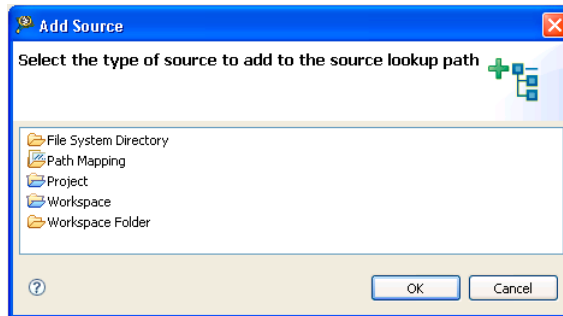 Add Source
Select the type of source to add to the source lookup path
File System Directory
Path Mapping
Project
Workspace
Workspace Folder
?
OK
Cancel